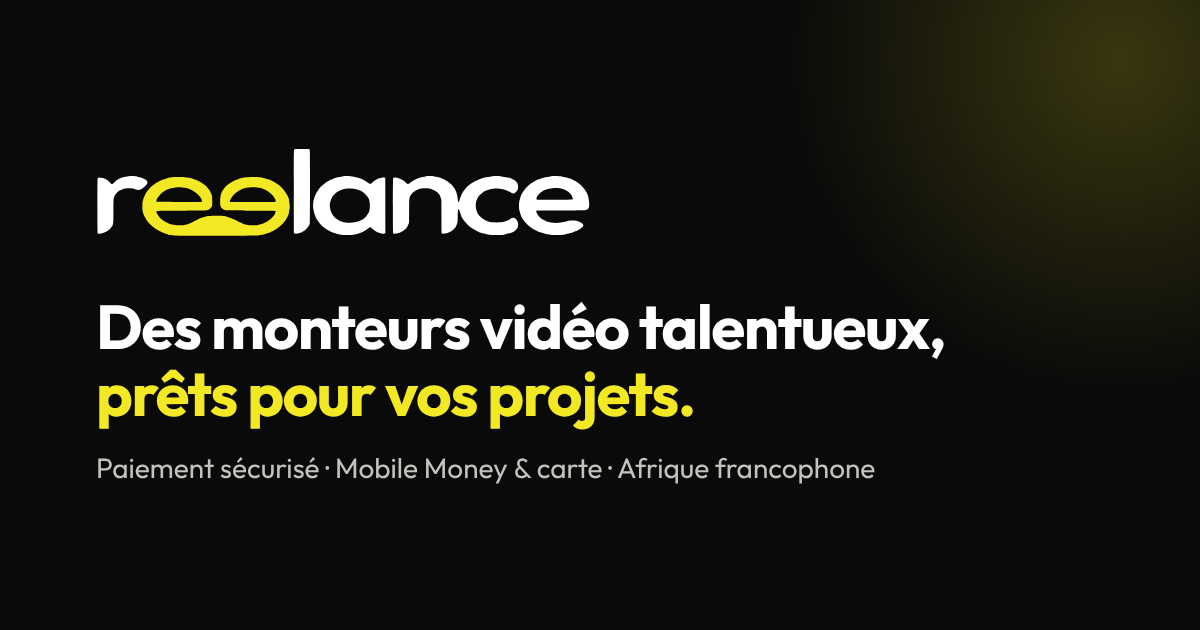 reelance
Des monteurs vidéo talentueux,
prêts pour vos projets.
Paiement sécurisé · Mobile Money & carte · Afrique francophone